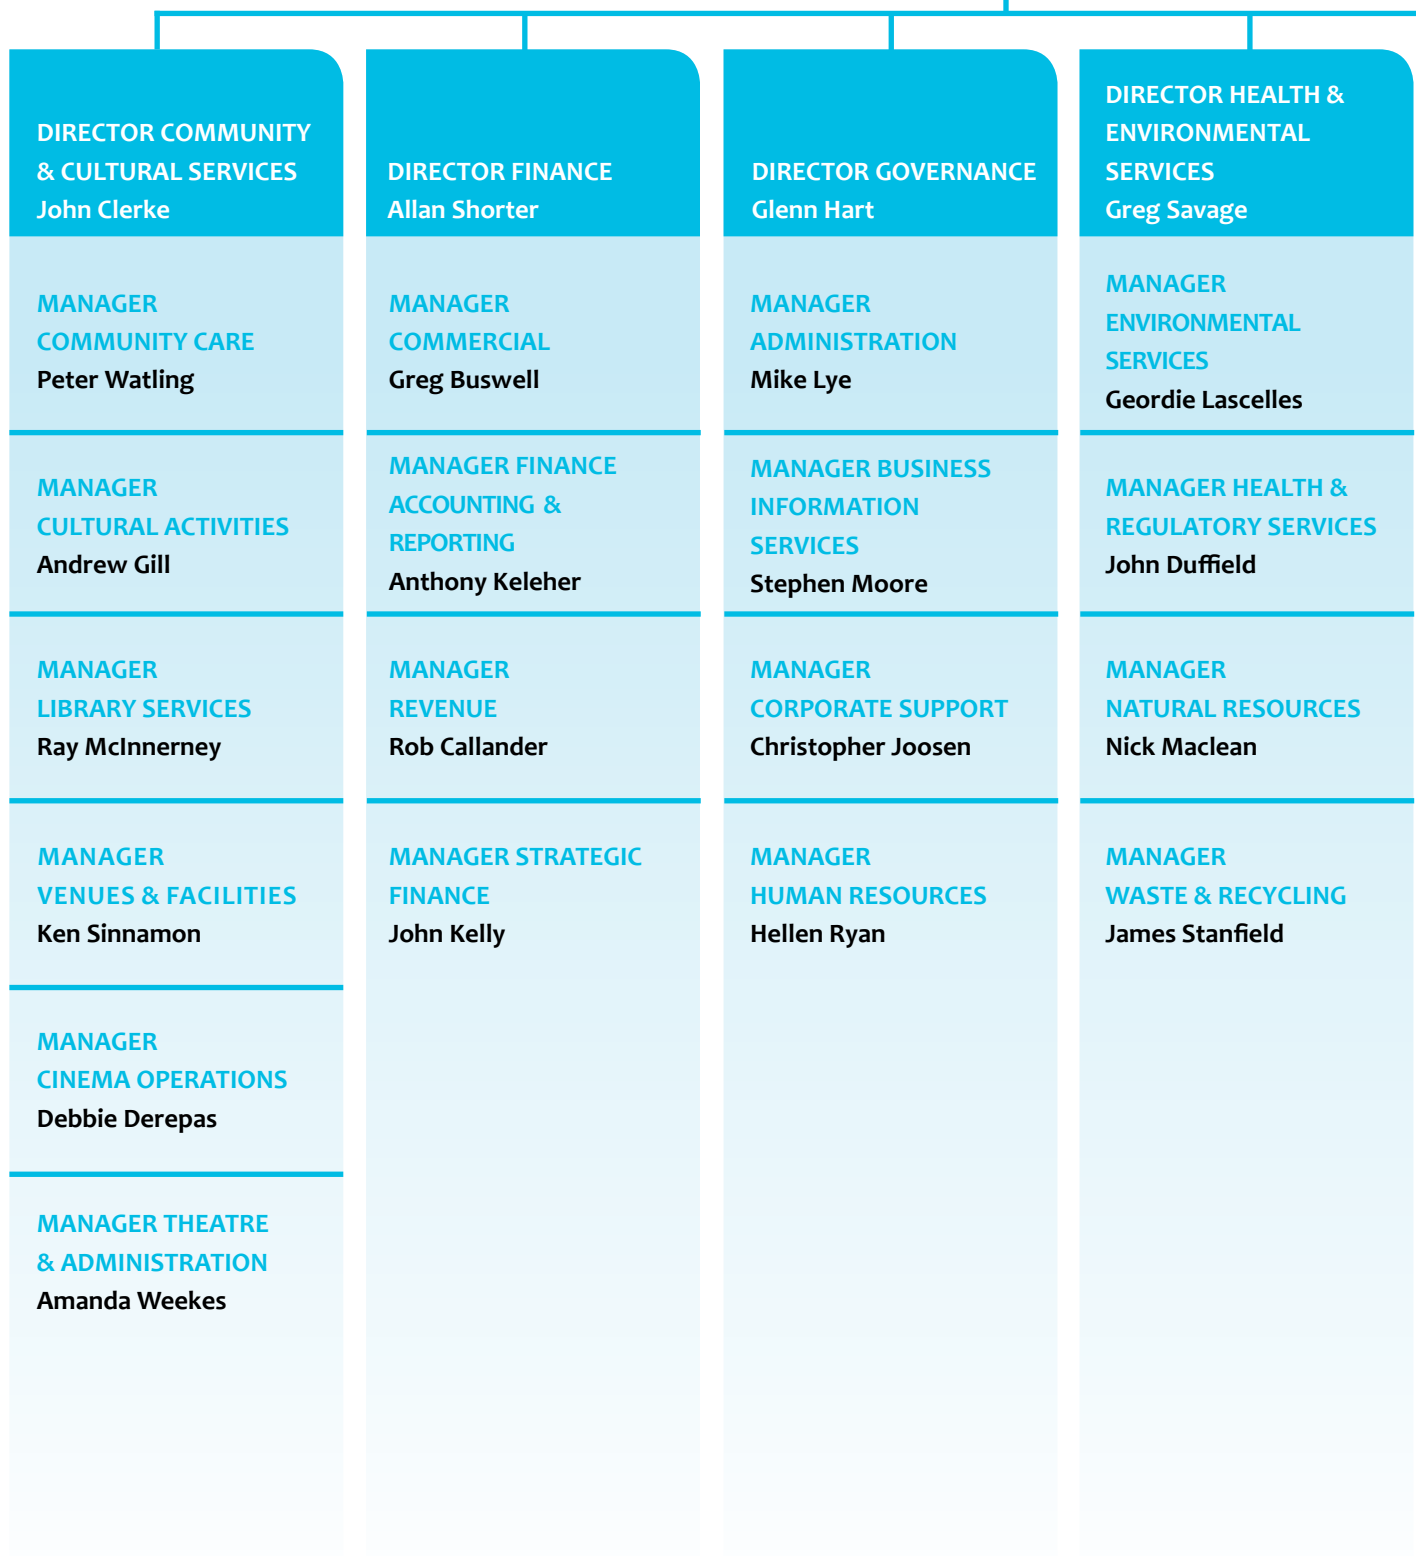 DIRECTOR COMMUNITY
& CULTURAL SERVICES
John Clerke
MANAGER
COMMUNITY CARE
Peter Watling
MANAGER
CULTURAL ACTIVITIES
Andrew Gill
MANAGER
LIBRARY SERVICES
Ray McInnerney
MANAGER
VENUES & FACILITIES
Ken Sinnamon
MANAGER
CINEMA OPERATIONS
Debbie Derepas
MANAGER THEATRE
& ADMINISTRATION
Amanda Weekes
DIRECTOR FINANCE
Allan Shorter
MANAGER
COMMERCIAL
Greg Buswell
MANAGER FINANCE
ACCOUNTING &
REPORTING
Anthony Keleher
MANAGER
REVENUE
Rob Callander
MANAGER STRATEGIC
FINANCE
John Kelly
DIRECTOR GOVERNANCE
Glenn Hart
MANAGER
ADMINISTRATION
Mike Lye
MANAGER BUSINESS
INFORMATION
SERVICES
Stephen Moore
MANAGER
CORPORATE SUPPORT
Christopher Joosen
MANAGER
HUMAN RESOURCES
Hellen Ryan
DIRECTOR HEALTH &
ENVIRONMENTAL
SERVICES
Greg Savage
MANAGER
ENVIRONMENTAL
SERVICES
Geordie Lascelles
MANAGER HEALTH &
REGULATORY SERVICES
John Duffield
MANAGER
NATURAL RESOURCES
Nick Maclean
MANAGER
WASTE & RECYCLING
James Stanfield